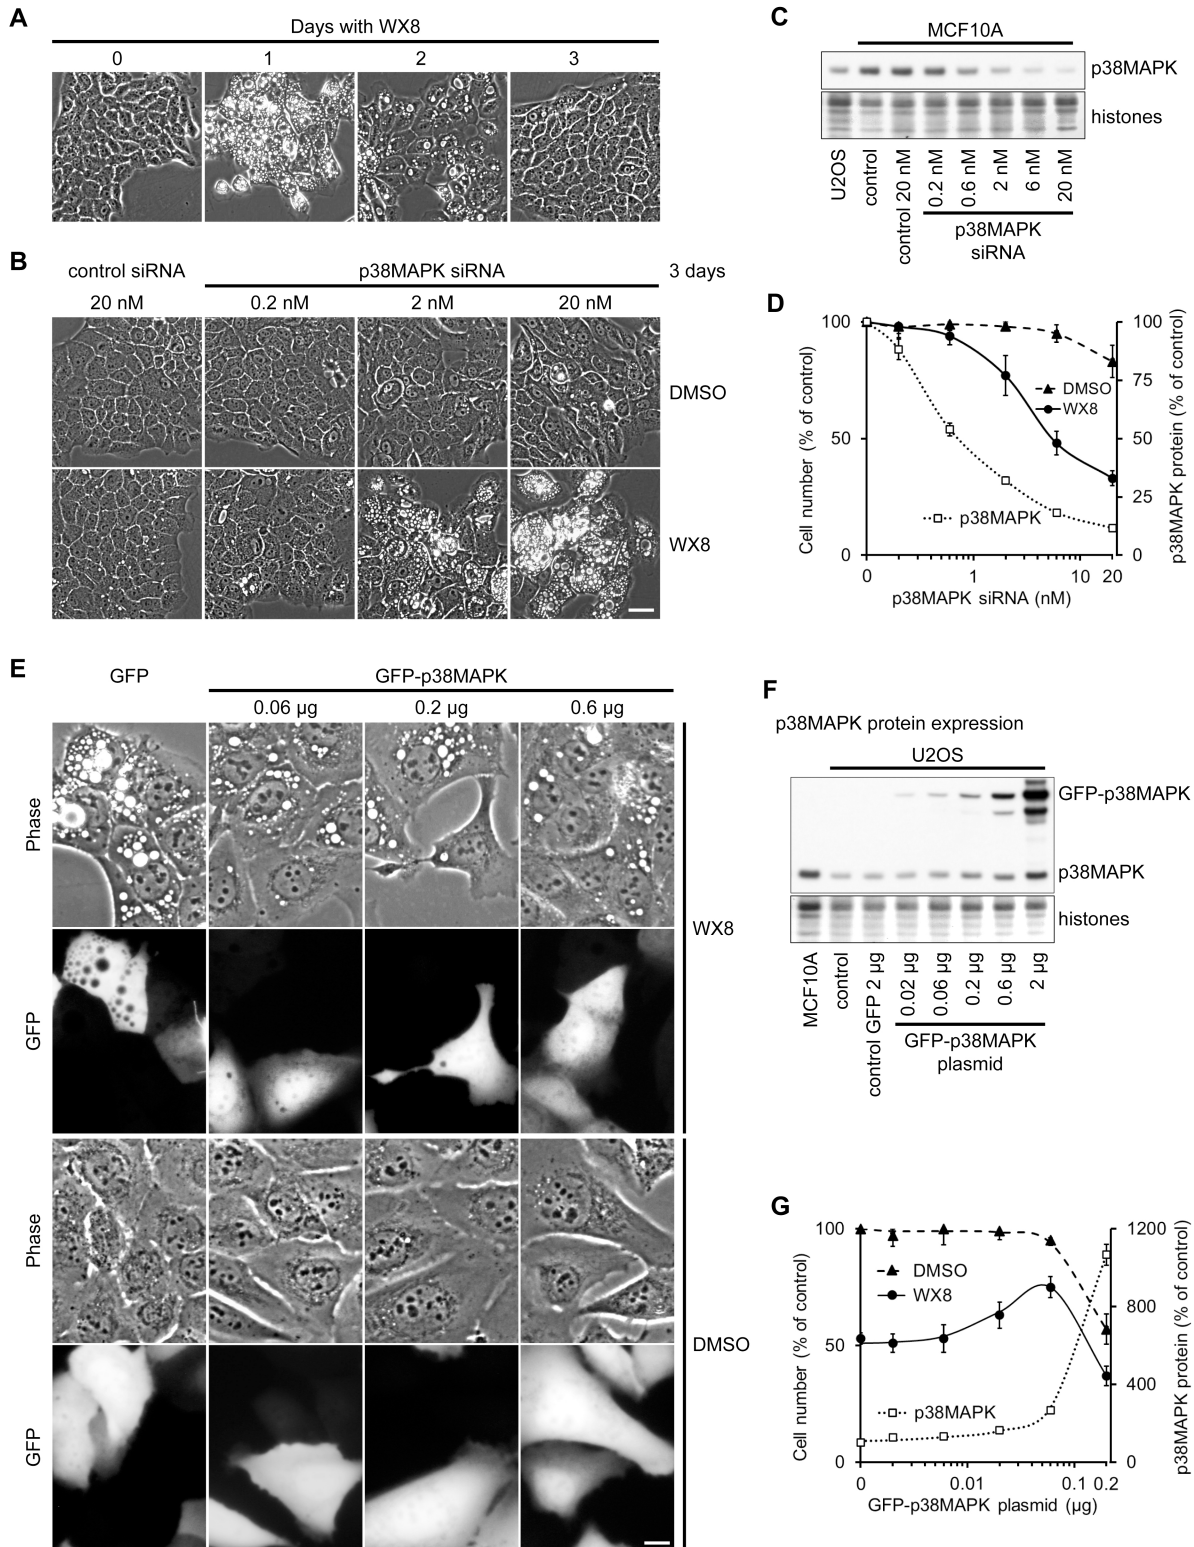 A
Days with WX8
0 1 2 3
B
control siRNA p38MAPK siRNA 3 days
20 nM 0.2 nM 2 nM 20 nM
DMSO
WX8
C
MCF10A
p38MAPK
histones
U2OS
control
control 20 nM
0.2 nM
0.6 nM
2 nM
6 nM
20 nM
p38MAPK
siRNA
D
Cell number (% of control)
p38MAPK protein (% of control)
100
50
0
100
75
50
25
0
DMSO
WX8
p38MAPK
0 1 10 20
p38MAPK siRNA (nM)
E
GFP GFP-p38MAPK
0.06 µg 0.2 µg 0.6 µg
Phase
GFP
WX8
Phase
GFP
DMSO
F
p38MAPK protein expression
U2OS
GFP-p38MAPK
p38MAPK
histones
MCF10A
control
control GFP 2 µg
0.02 µg
0.06 µg
0.2 µg
0.6 µg
2 µg
GFP-p38MAPK
plasmid
G
Cell number (% of control)
p38MAPK protein (% of control)
100
50
0
1200
800
400
0
DMSO
WX8
p38MAPK
0 0.01 0.1 0.2
GFP-p38MAPK plasmid (µg)